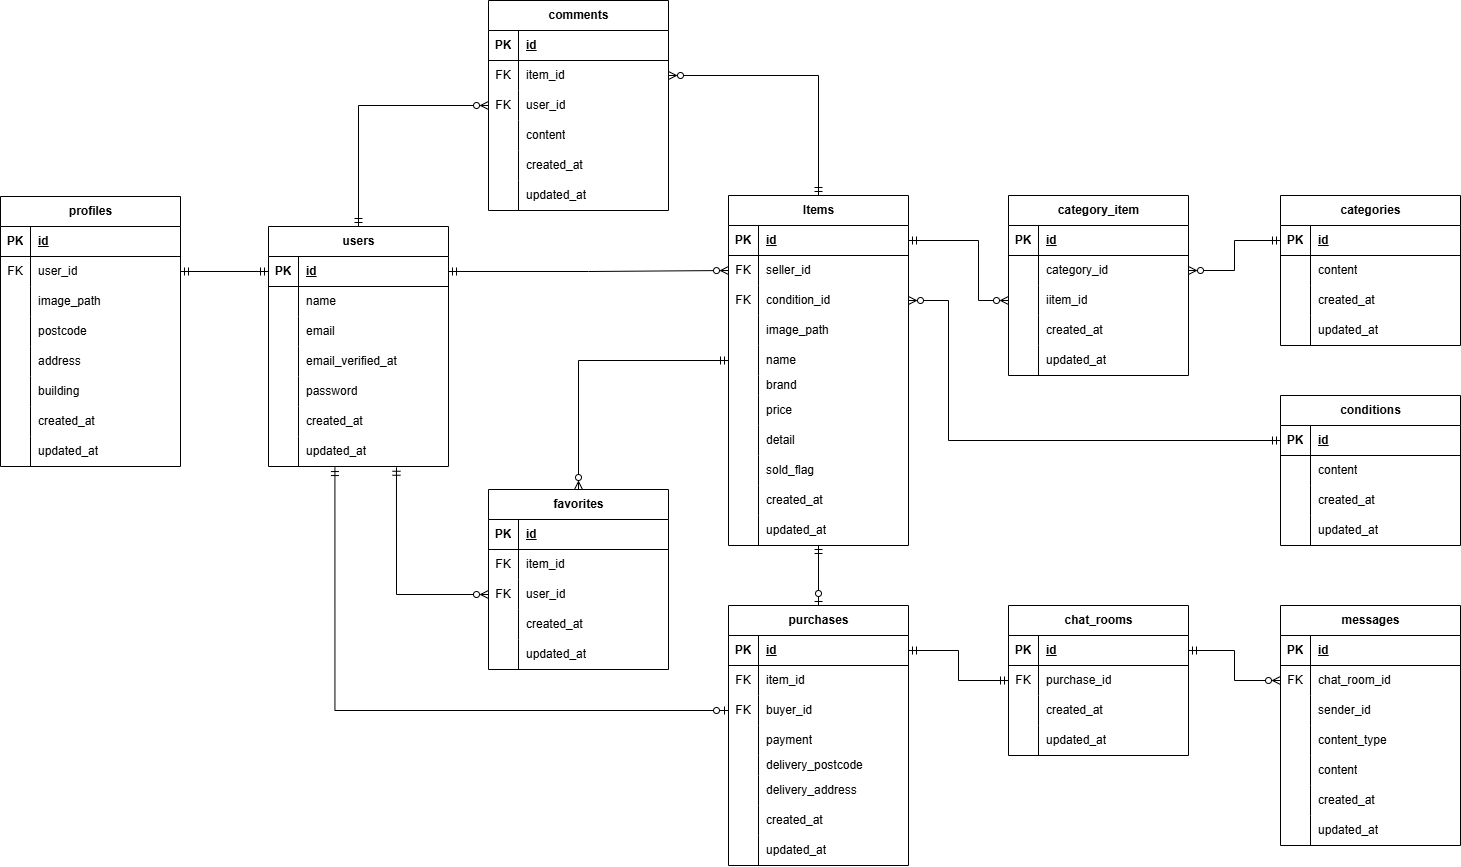 comments
PK id
FK item_id
FK user_id
content
created_at
updated_at
profiles
PK id
FK user_id
image_path
postcode
address
building
created_at
updated_at
users
PK id
name
email
email_verified_at
password
created_at
updated_at
Items
PK id
FK seller_id
FK condition_id
image_path
name
brand
price
detail
sold_flag
created_at
updated_at
category_item
PK id
category_id
iitem_id
created_at
updated_at
categories
PK id
content
created_at
updated_at
conditions
PK id
content
created_at
updated_at
favorites
PK id
FK item_id
FK user_id
created_at
updated_at
purchases
PK id
FK item_id
FK buyer_id
payment
delivery_postcode
delivery_address
created_at
updated_at
chat_rooms
PK id
FK purchase_id
created_at
updated_at
messages
PK id
FK chat_room_id
sender_id
content_type
content
created_at
updated_at